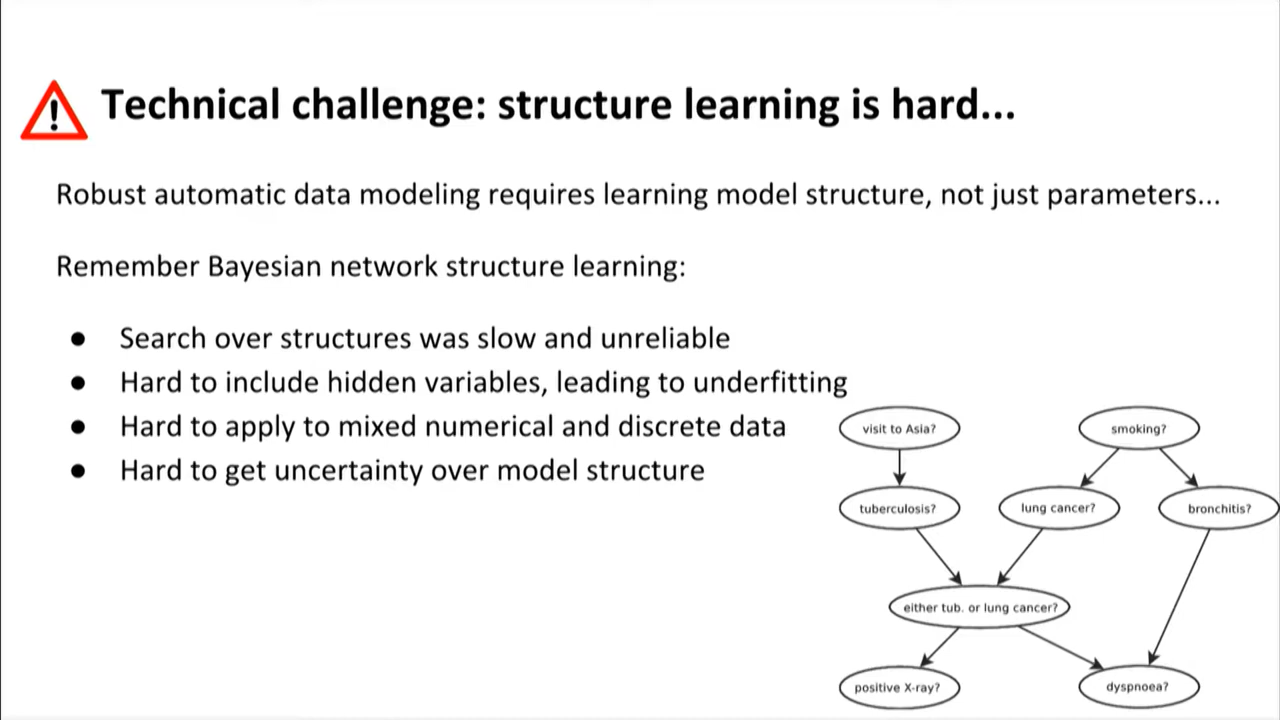 Technical challenge: structure learning is hard...
Robust automatic data modeling requires learning model structure, not just parameters...
Remember Bayesian network structure learning:
● Search over structures was slow and unreliable
● Hard to include hidden variables, leading to underfitting
● Hard to apply to mixed numerical and discrete data
● Hard to get uncertainty over model structure
visit to Asia?
smoking?
tuberculosis?
lung cancer?
bronchitis?
either tub. or lung cancer?
positive X-ray?
dyspnoea?